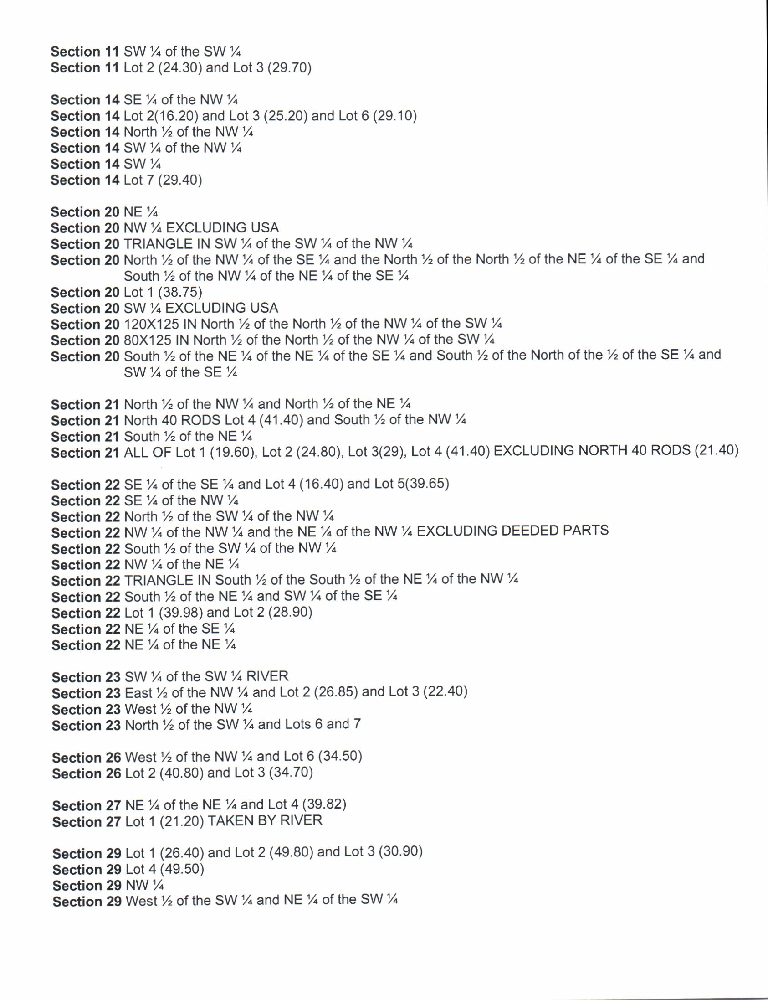 Section 11 SW ¼ of the SW ¼
Section 11 Lot 2 (24.30) and Lot 3 (29.70)
Section 14 SE ¼ of the NW ¼
Section 14 Lot 2(16.20) and Lot 3 (25.20) and Lot 6 (29.10)
Section 14 North ½ of the NW ¼
Section 14 SW ¼ of the NW ¼
Section 14 SW ¼
Section 14 Lot 7 (29.40)
Section 20 NE ¼
Section 20 NW ¼ EXCLUDING USA
Section 20 TRIANGLE IN SW ¼ of the SW ¼ of the NW ¼
Section 20 North ½ of the NW ¼ of the SE ¼ and the North ½ of the North ½ of the NE ¼ of the SE ¼ and
South ½ of the NW ¼ of the NE ¼ of the SE ¼
Section 20 Lot 1 (38.75)
Section 20 SW ¼ EXCLUDING USA
Section 20 120X125 IN North ½ of the North ½ of the NW ¼ of the SW ¼
Section 20 80X125 IN North ½ of the North ½ of the NW ¼ of the SW ¼
Section 20 South ½ of the NE ¼ of the NE ¼ of the SE ¼ and South ½ of the North of the ½ of the SE ¼ and
SW ¼ of the SE ¼
Section 21 North ½ of the NW ¼ and North ½ of the NE ¼
Section 21 North 40 RODS Lot 4 (41.40) and South ½ of the NW ¼
Section 21 South ½ of the NE ¼
Section 21 ALL OF Lot 1 (19.60), Lot 2 (24.80), Lot 3(29), Lot 4 (41.40) EXCLUDING NORTH 40 RODS (21.40)
Section 22 SE ¼ of the SE ¼ and Lot 4 (16.40) and Lot 5(39.65)
Section 22 SE ¼ of the NW ¼
Section 22 North ½ of the SW ¼ of the NW ¼
Section 22 NW ¼ of the NW ¼ and the NE ¼ of the NW ¼ EXCLUDING DEEDED PARTS
Section 22 South ½ of the SW ¼ of the NW ¼
Section 22 NW ¼ of the NE ¼
Section 22 TRIANGLE IN South ½ of the South ½ of the NE ¼ of the NW ¼
Section 22 South ½ of the NE ¼ and SW ¼ of the SE ¼
Section 22 Lot 1 (39.98) and Lot 2 (28.90)
Section 22 NE ¼ of the SE ¼
Section 22 NE ¼ of the NE ¼
Section 23 SW ¼ of the SW ¼ RIVER
Section 23 East ½ of the NW ¼ and Lot 2 (26.85) and Lot 3 (22.40)
Section 23 West ½ of the NW ¼
Section 23 North ½ of the SW ¼ and Lots 6 and 7
Section 26 West ½ of the NW ¼ and Lot 6 (34.50)
Section 26 Lot 2 (40.80) and Lot 3 (34.70)
Section 27 NE ¼ of the NE ¼ and Lot 4 (39.82)
Section 27 Lot 1 (21.20) TAKEN BY RIVER
Section 29 Lot 1 (26.40) and Lot 2 (49.80) and Lot 3 (30.90)
Section 29 Lot 4 (49.50)
Section 29 NW ¼
Section 29 West ½ of the SW ¼ and NE ¼ of the SW ¼